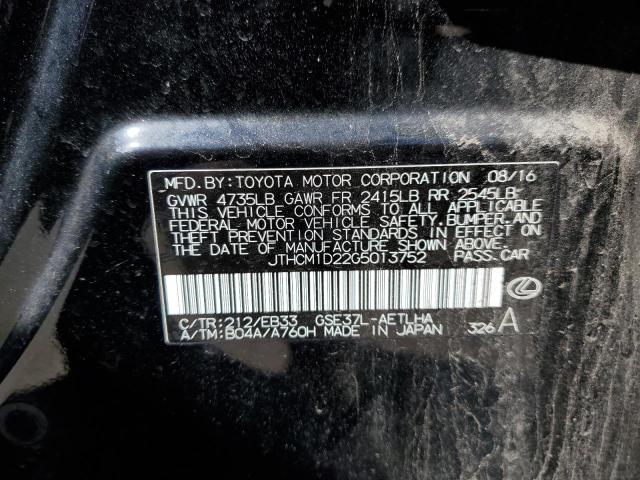 MFD.BY:TOYOTA MOTOR CORPORATION 08/16
GVWR 4735LB GAWR FR 2415LB RR 2545LB
THIS VEHICLE CONFORMS TO ALL APPLICABLE
FEDERAL MOTOR VEHICLE SAFETY,BUMPER,AND
THEFT PREVENTION STANDARDS IN EFFECT ON
THE DATE OF MANUFACTURE SHOWN ABOVE.
JTHCM1D22G5013752 PASS.CAR
C/TR:212/EB33 GSE37L-AETLHA
A/TM:B04A/A760H MADE IN JAPAN 326A